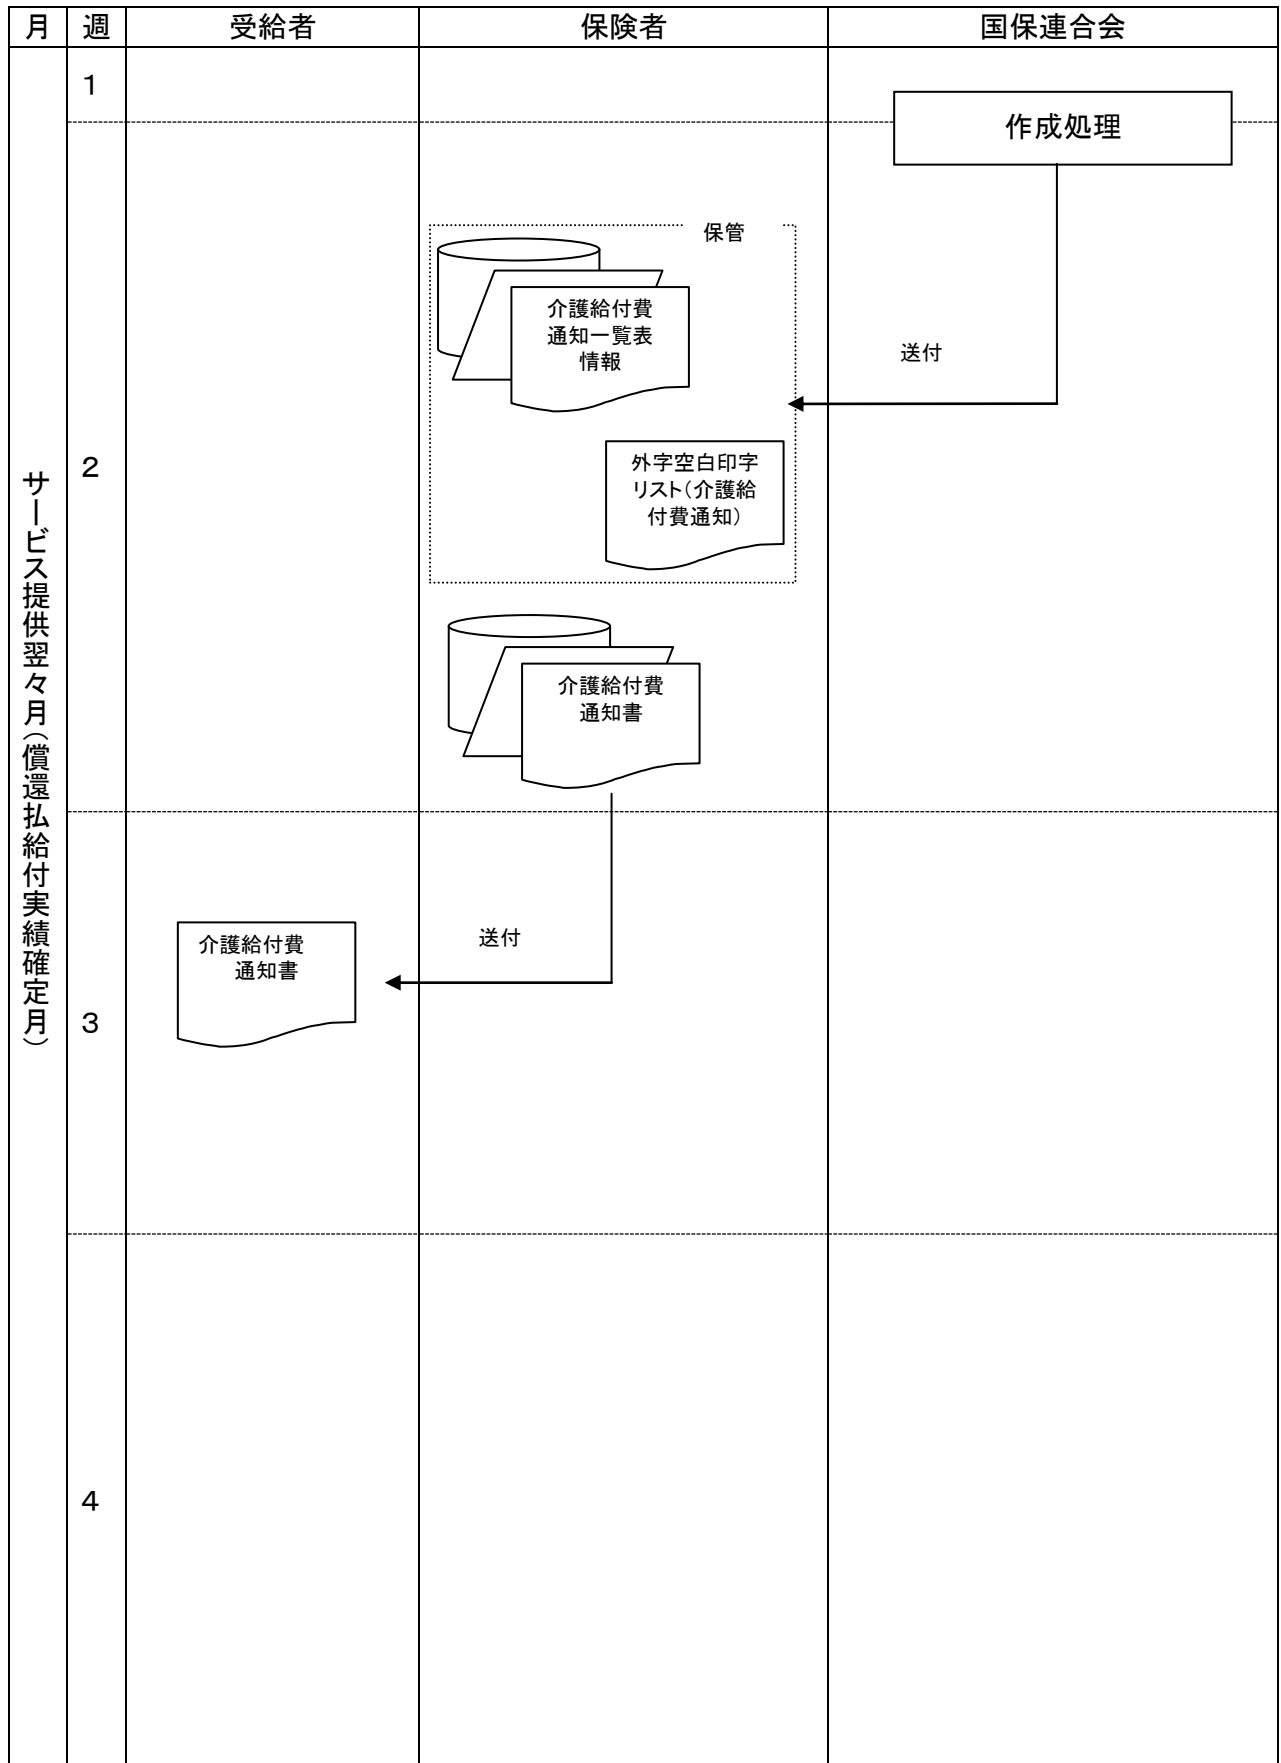 月 週 受給者 保険者 国保連合会
サービス提供翌々月（償還払給付実績確定月）
１
作成処理
２
保管
介護給付費
通知一覧表
情報
送付
外字空白印字
リスト（介護給
付費通知）
介護給付費
通知書
３
送付
介護給付費
通知書
４